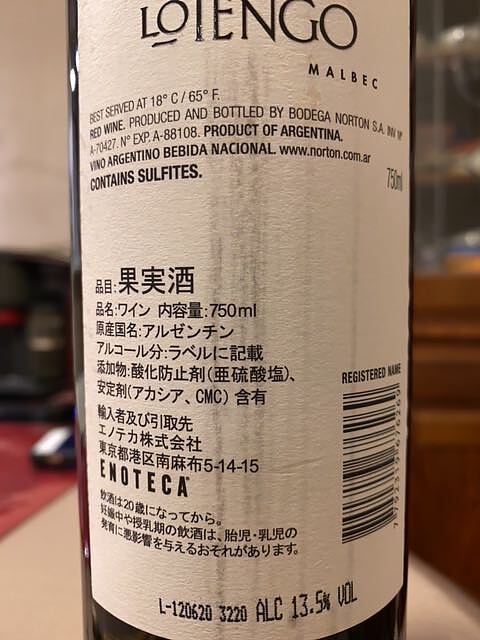 LOTENGO
MALBEC
BEST SERVED AT 18° C / 65° F.
RED WINE. PRODUCED AND BOTTLED BY BODEGA NORTON S.A. INV Nº
A-70427. N° EXP. A-88108. PRODUCT OF ARGENTINA.
VINO ARGENTINO BEBIDA NACIONAL. www.norton.com.ar
CONTAINS SULFITES.
750ml
品目:果実酒
品名:ワイン 内容量:750ml
原産国名:アルゼンチン
アルコール分:ラベルに記載
添加物:酸化防止剤(亜硫酸塩)、
安定剤(アカシア、CMC) 含有
輸入者及び引取先
エノテカ株式会社
東京都港区南麻布5-14-15
ENOTECA
飲酒は20歳になってから。
妊娠中や授乳期の飲酒は、胎児・乳児の
発育に悪影響を与えるおそれがあります。
REGISTERED NAME
L-120620 3220 ALC 13.5% VOL